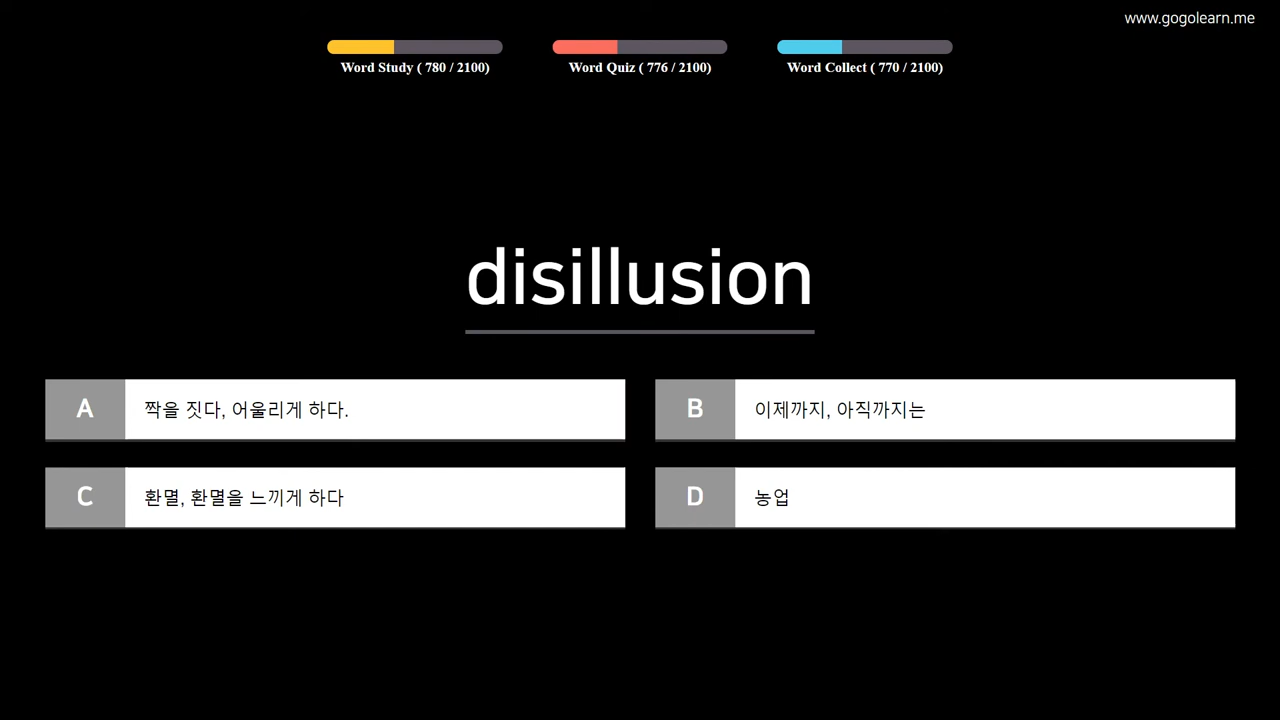 www.gogolearn.me
Word Study ( 780 / 2100)
Word Quiz ( 776 / 2100)
Word Collect ( 770 / 2100)
disillusion
A 짝을 짓다, 어울리게 하다.
B 이제까지, 아직까지는
C 환멸, 환멸을 느끼게 하다
D 농업